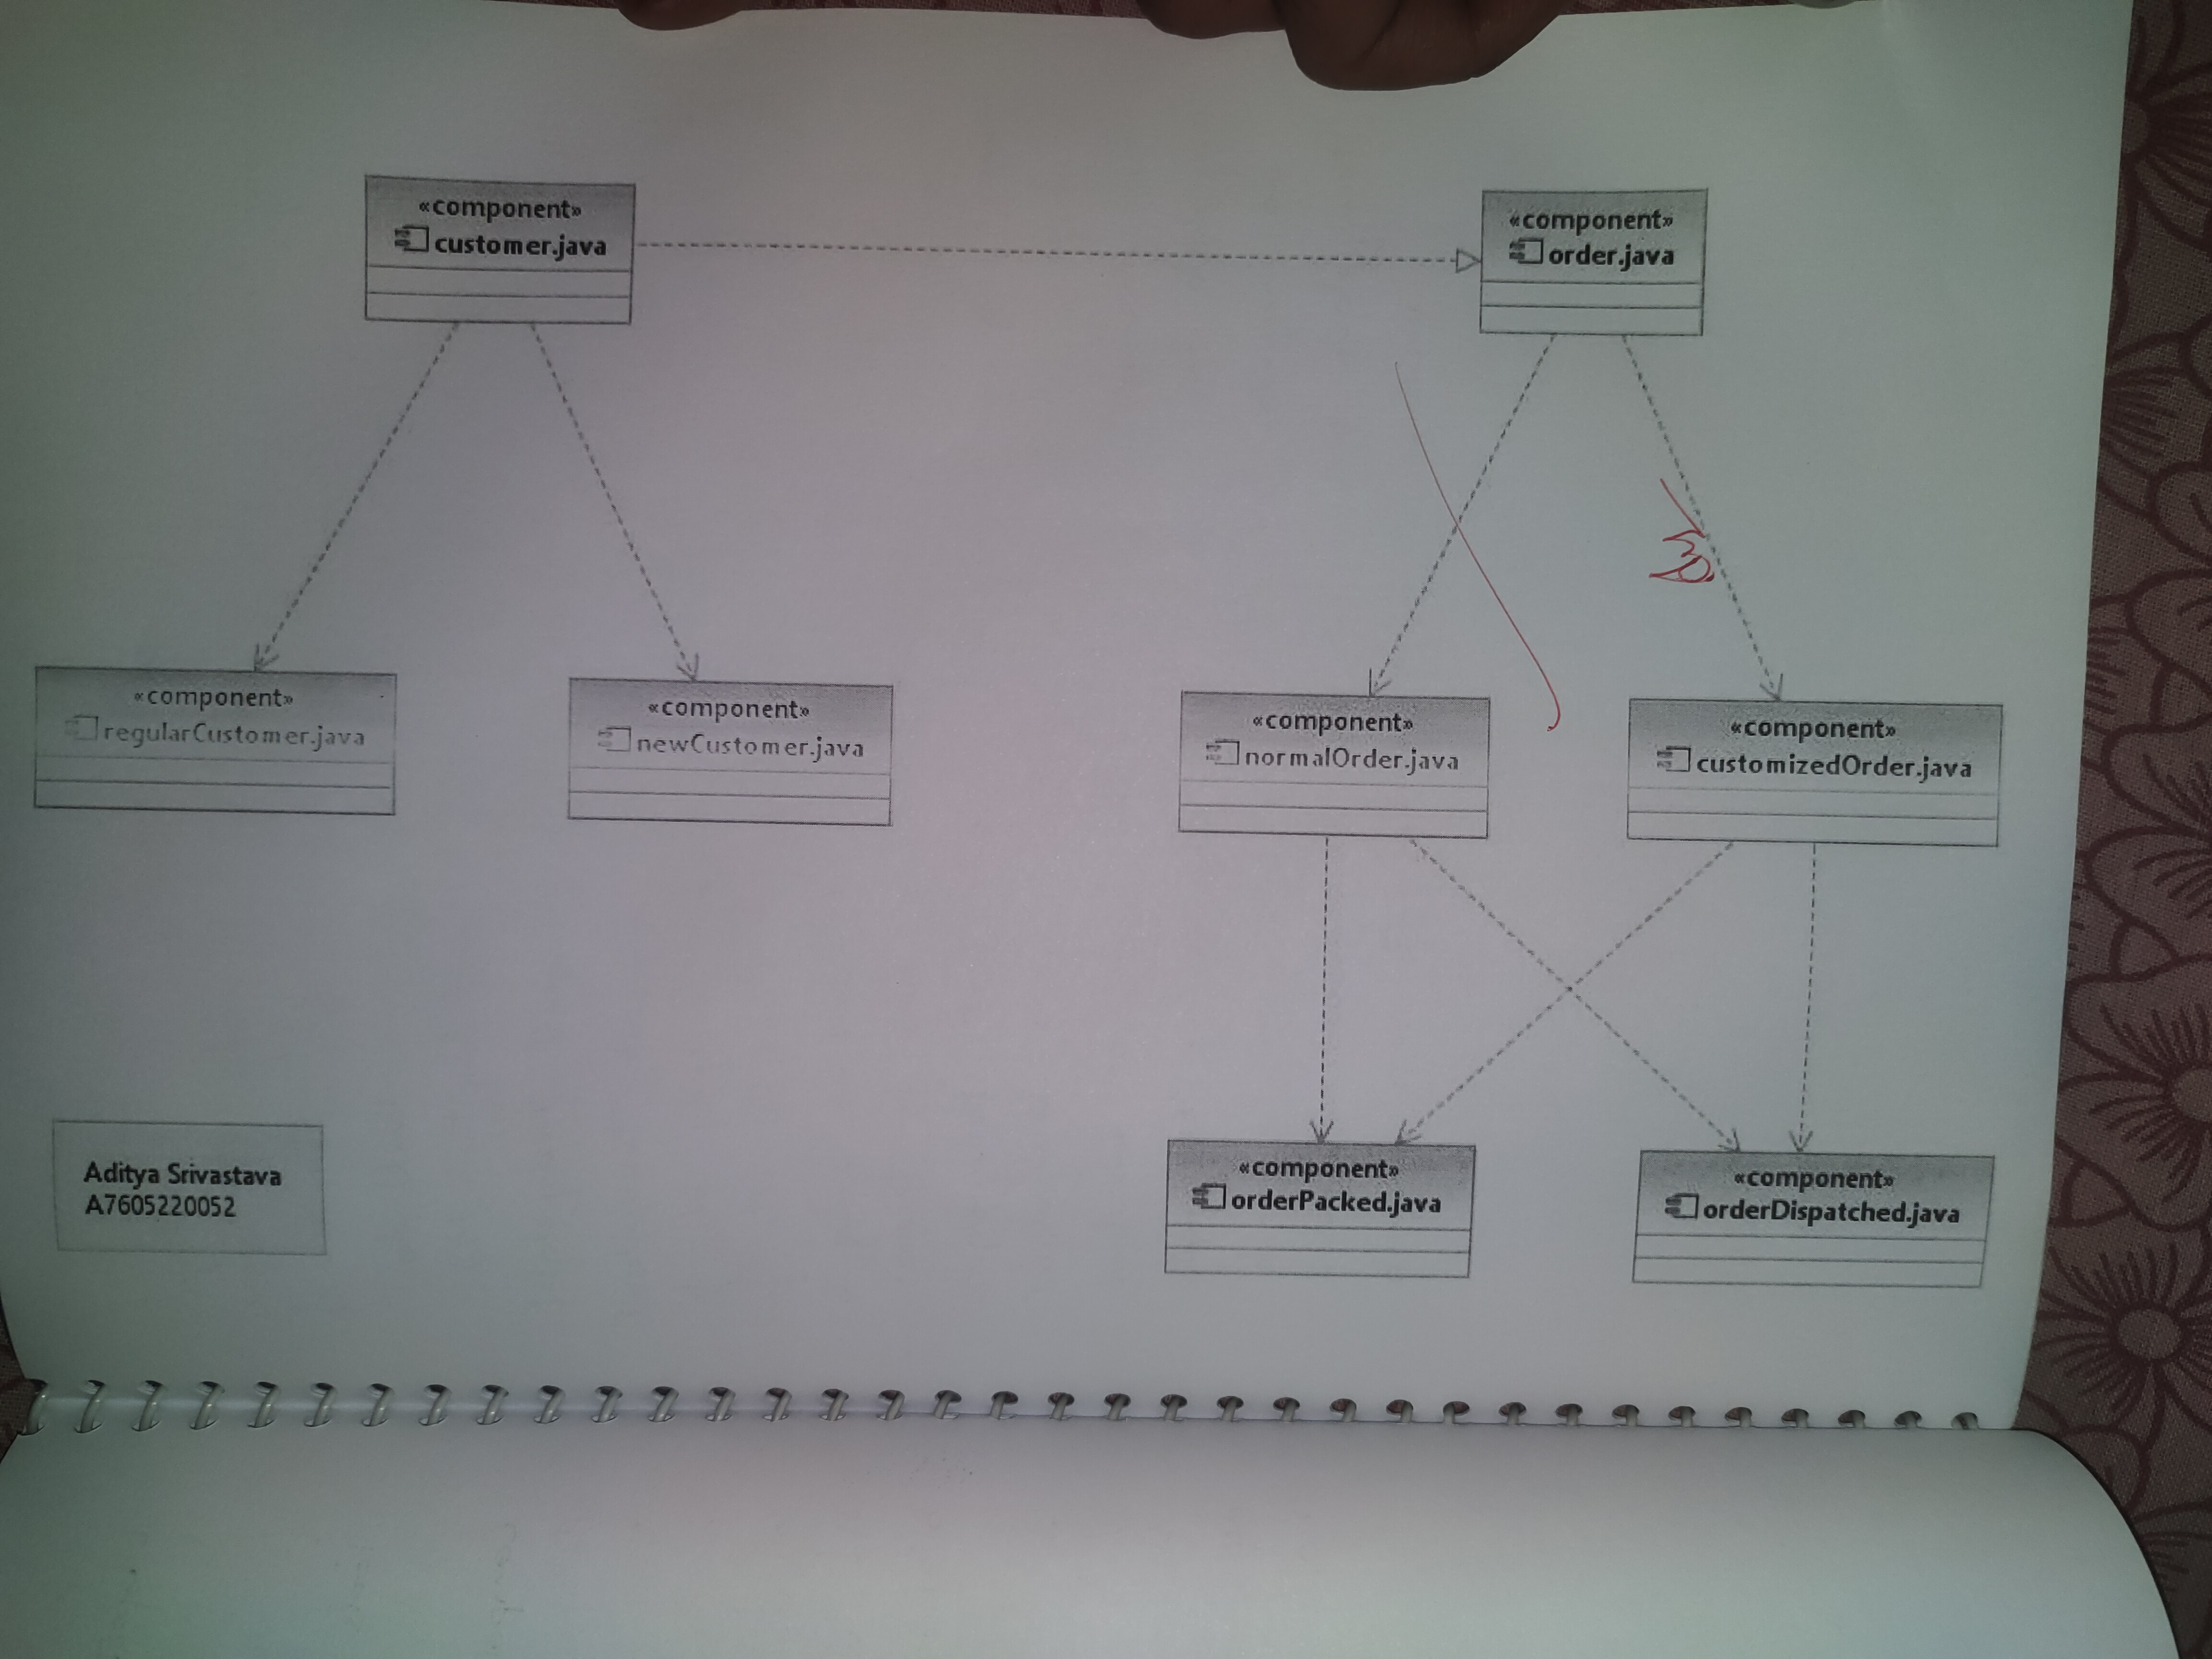 «component»
customer.java
«component»
order.java
«component»
regularCustomer.java
«component»
newCustomer.java
«component»
normalOrder.java
«component»
customizedOrder.java
Aditya Srivastava
A7605220052
«component»
orderPacked.java
«component»
orderDispatched.java